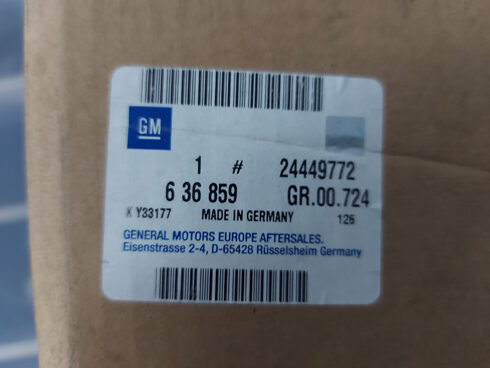 GM
1 # 24449772
6 36 859 GR.00.724
K Y33177 MADE IN GERMANY 126
GENERAL MOTORS EUROPE AFTERSALES.
Eisenstrasse 2-4, D-65428 Rüsselsheim Germany